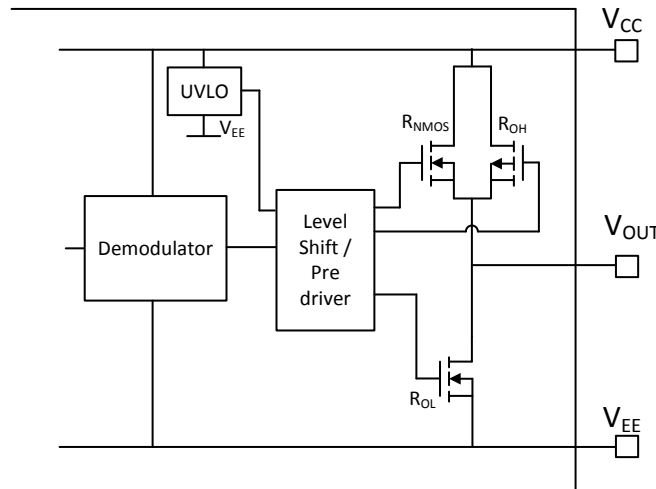 V_CC
UVLO
V_EE
R_NMOS
R_OH
Demodulator
Level
Shift /
Pre
driver
V_OUT
R_OL
V_EE